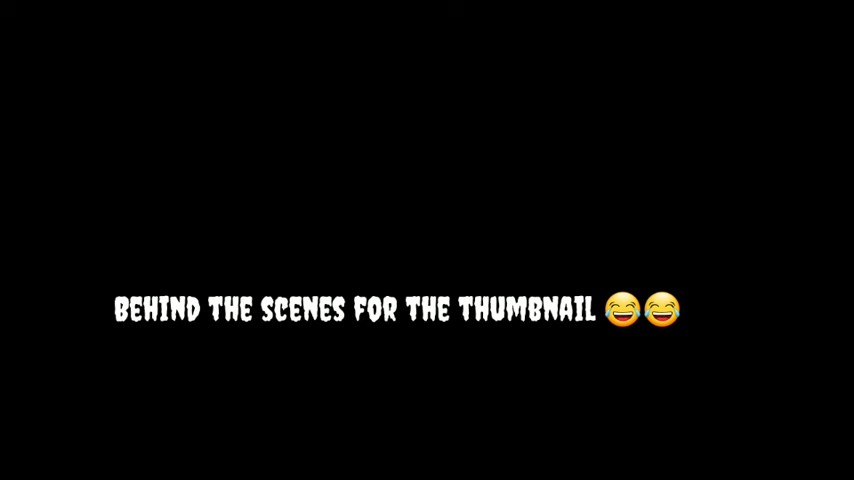 BEHIND THE SCENES FOR THE THUMBNAIL 😂😂